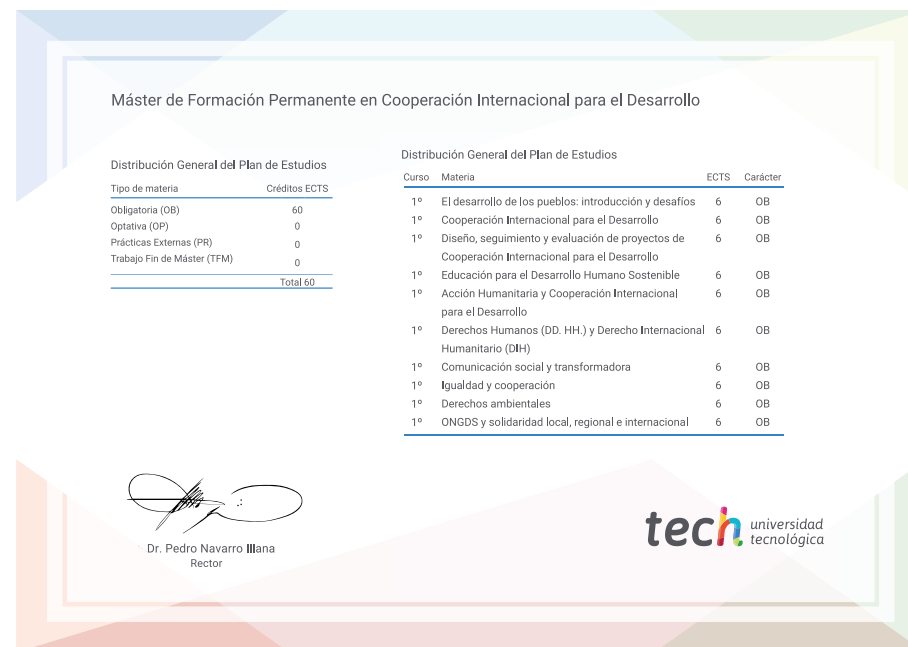 Máster de Formación Permanente en Cooperación Internacional para el Desarrollo
Distribución General del Plan de Estudios
Tipo de materia Créditos ECTS
Obligatoria (OB) 60
Optativa (OP) 0
Prácticas Externas (PR) 0
Trabajo Fin de Máster (TFM) 0
Total 60
Distribución General del Plan de Estudios
Curso Materia ECTS Carácter
1º El desarrollo de los pueblos: introducción y desafíos 6 OB
1º Cooperación Internacional para el Desarrollo 6 OB
1º Diseño, seguimiento y evaluación de proyectos de 6 OB
Cooperación Internacional para el Desarrollo
1º Educación para el Desarrollo Humano Sostenible 6 OB
1º Acción Humanitaria y Cooperación Internacional 6 OB
para el Desarrollo
1º Derechos Humanos (DD. HH.) y Derecho Internacional 6 OB
Humanitario (DIH)
1º Comunicación social y transformadora 6 OB
1º Igualdad y cooperación 6 OB
1º Derechos ambientales 6 OB
1º ONGDS y solidaridad local, regional e internacional 6 OB
Dr. Pedro Navarro Illana
Rector
tech universidad
tecnológica